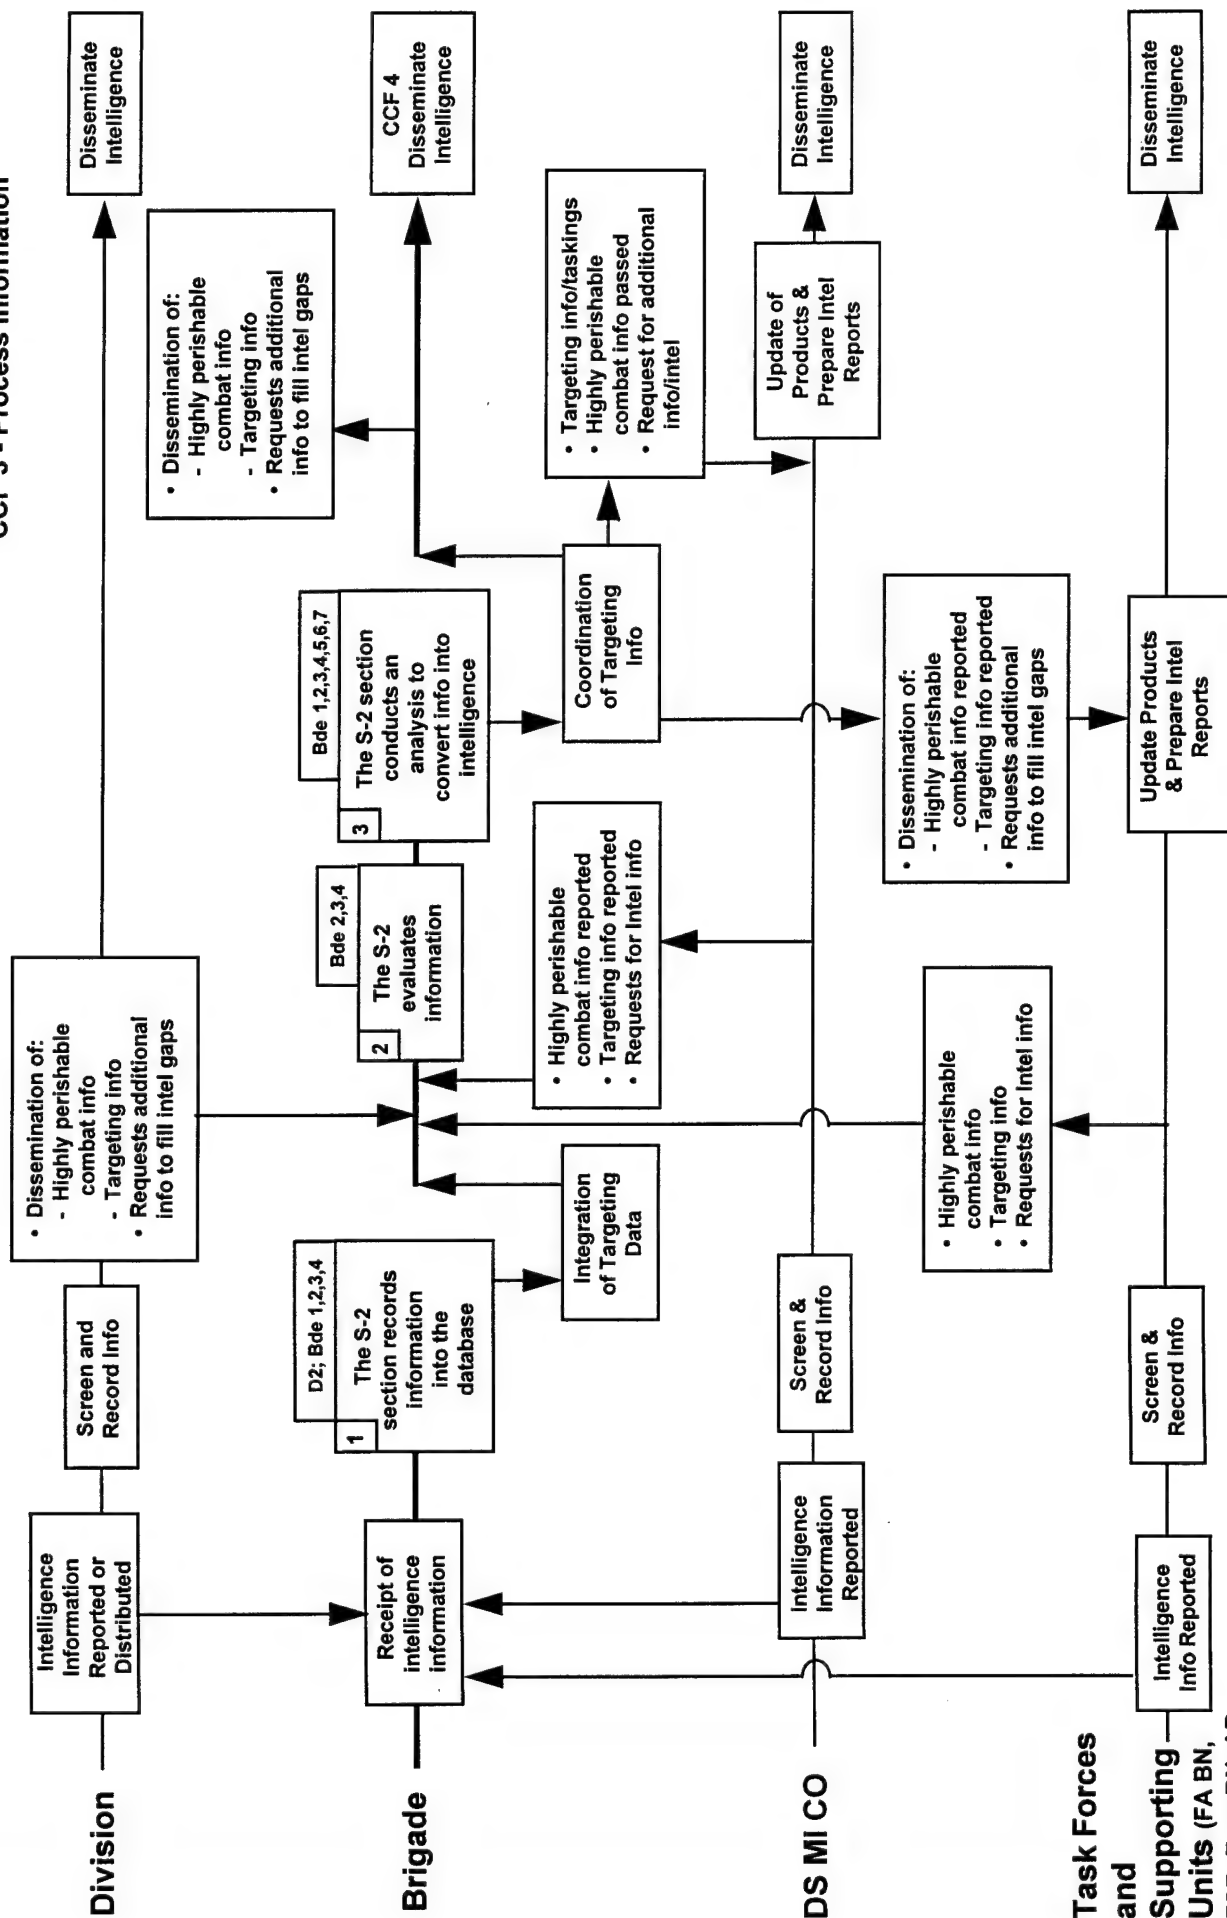 CCF 3 - Process Information
Division
Intelligence
Information
Reported or
Distributed
Screen and
Record Info
• Dissemination of:
- Highly perishable
combat info
- Targeting info
• Requests additional
info to fill intel gaps
Disseminate
Intelligence
Brigade
Receipt of
intelligence
information
D2; Bde 1,2,3,4
1
The S-2
section records
information
into the
database
Integration
of Targeting
Data
Bde 2,3,4
2
The S-2
evaluates
information
Bde 1,2,3,4,5,6,7
3
The S-2 section
conducts an
analysis to
convert info into
intelligence
Coordination
of Targeting
Info
• Dissemination of:
- Highly perishable
combat info
- Targeting info
• Requests additional
info to fill intel gaps
CCF 4
Disseminate
Intelligence
• Highly perishable
combat info reported
• Targeting info reported
• Requests for Intel info
• Targeting info/taskings
• Highly perishable
combat info passed
• Request for additional
info/intel
DS MI CO
Intelligence
Information
Reported
Screen &
Record Info
Update of
Products &
Prepare Intel
Reports
Disseminate
Intelligence
• Highly perishable
combat info
• Targeting info
• Requests for Intel info
• Dissemination of:
- Highly perishable
combat info reported
- Targeting info reported
• Requests additional
info to fill intel gaps
Task Forces
and
Supporting
Units (FA BN,
Intelligence
Info Reported
Screen &
Record Info
Update Products
& Prepare Intel
Reports
Disseminate
Intelligence